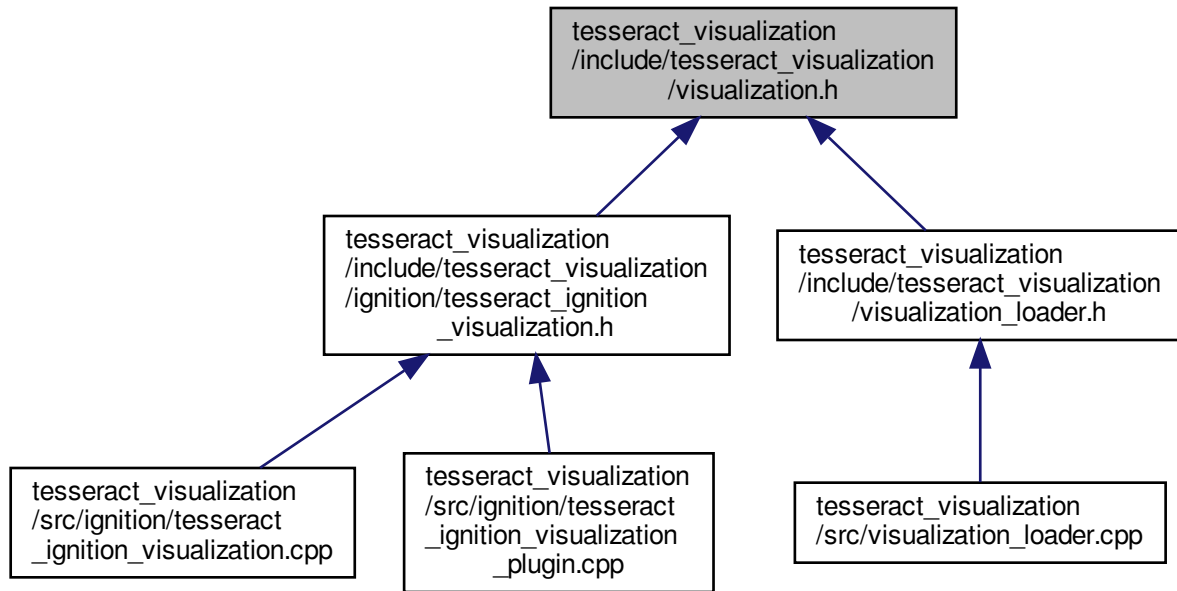 tesseract_visualization
/include/tesseract_visualization
/visualization.h
tesseract_visualization
/include/tesseract_visualization
/ignition/tesseract_ignition
_visualization.h
tesseract_visualization
/include/tesseract_visualization
/visualization_loader.h
tesseract_visualization
/src/ignition/tesseract
_ignition_visualization.cpp
tesseract_visualization
/src/ignition/tesseract
_ignition_visualization
_plugin.cpp
tesseract_visualization
/src/visualization_loader.cpp